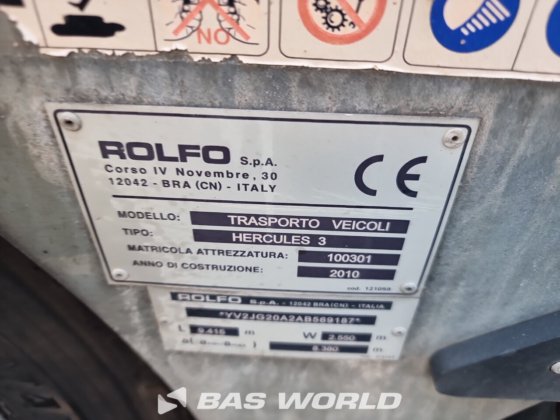 NO
ROLFO S.p.A.
Corso IV Novembre, 30
12042 - BRA (CN) - ITALY
CE
MODELLO: TRASPORTO VEICOLI
TIPO: HERCULES 3
MATRICOLA ATTREZZATURA: 100301
ANNO DI COSTRUZIONE: 2010
cod. 121050
ROLFO S.p.A. - 12042 BRA (CN) - ITALIA
*YV2JG20A2AB569187*
L 9.415 m W 2.550 m
8.380 m
BAS WORLD